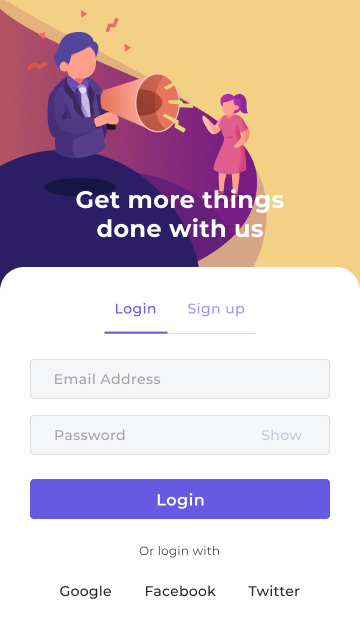 Get more things
done with us
Login Sign up
Email Address
Password Show
Login
Or login with
Google Facebook Twitter